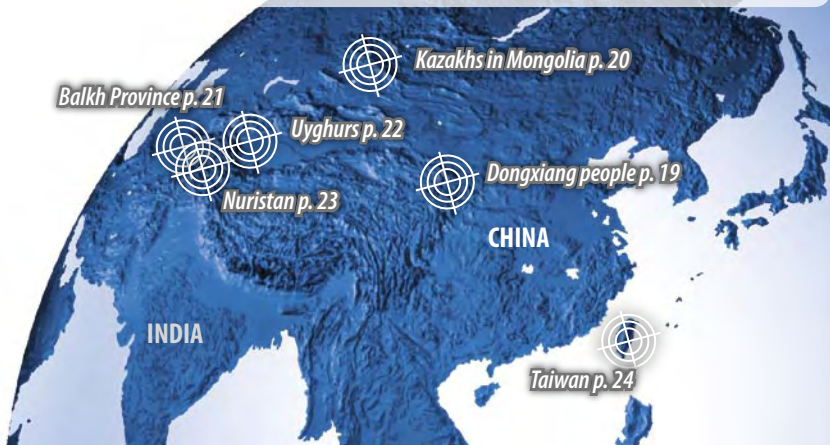 Kazakhs in Mongolia p. 20
Balkh Province p. 21
Uyghurs p. 22
Dongxiang people p. 19
Nuristan p. 23
CHINA
INDIA
Taiwan p. 24